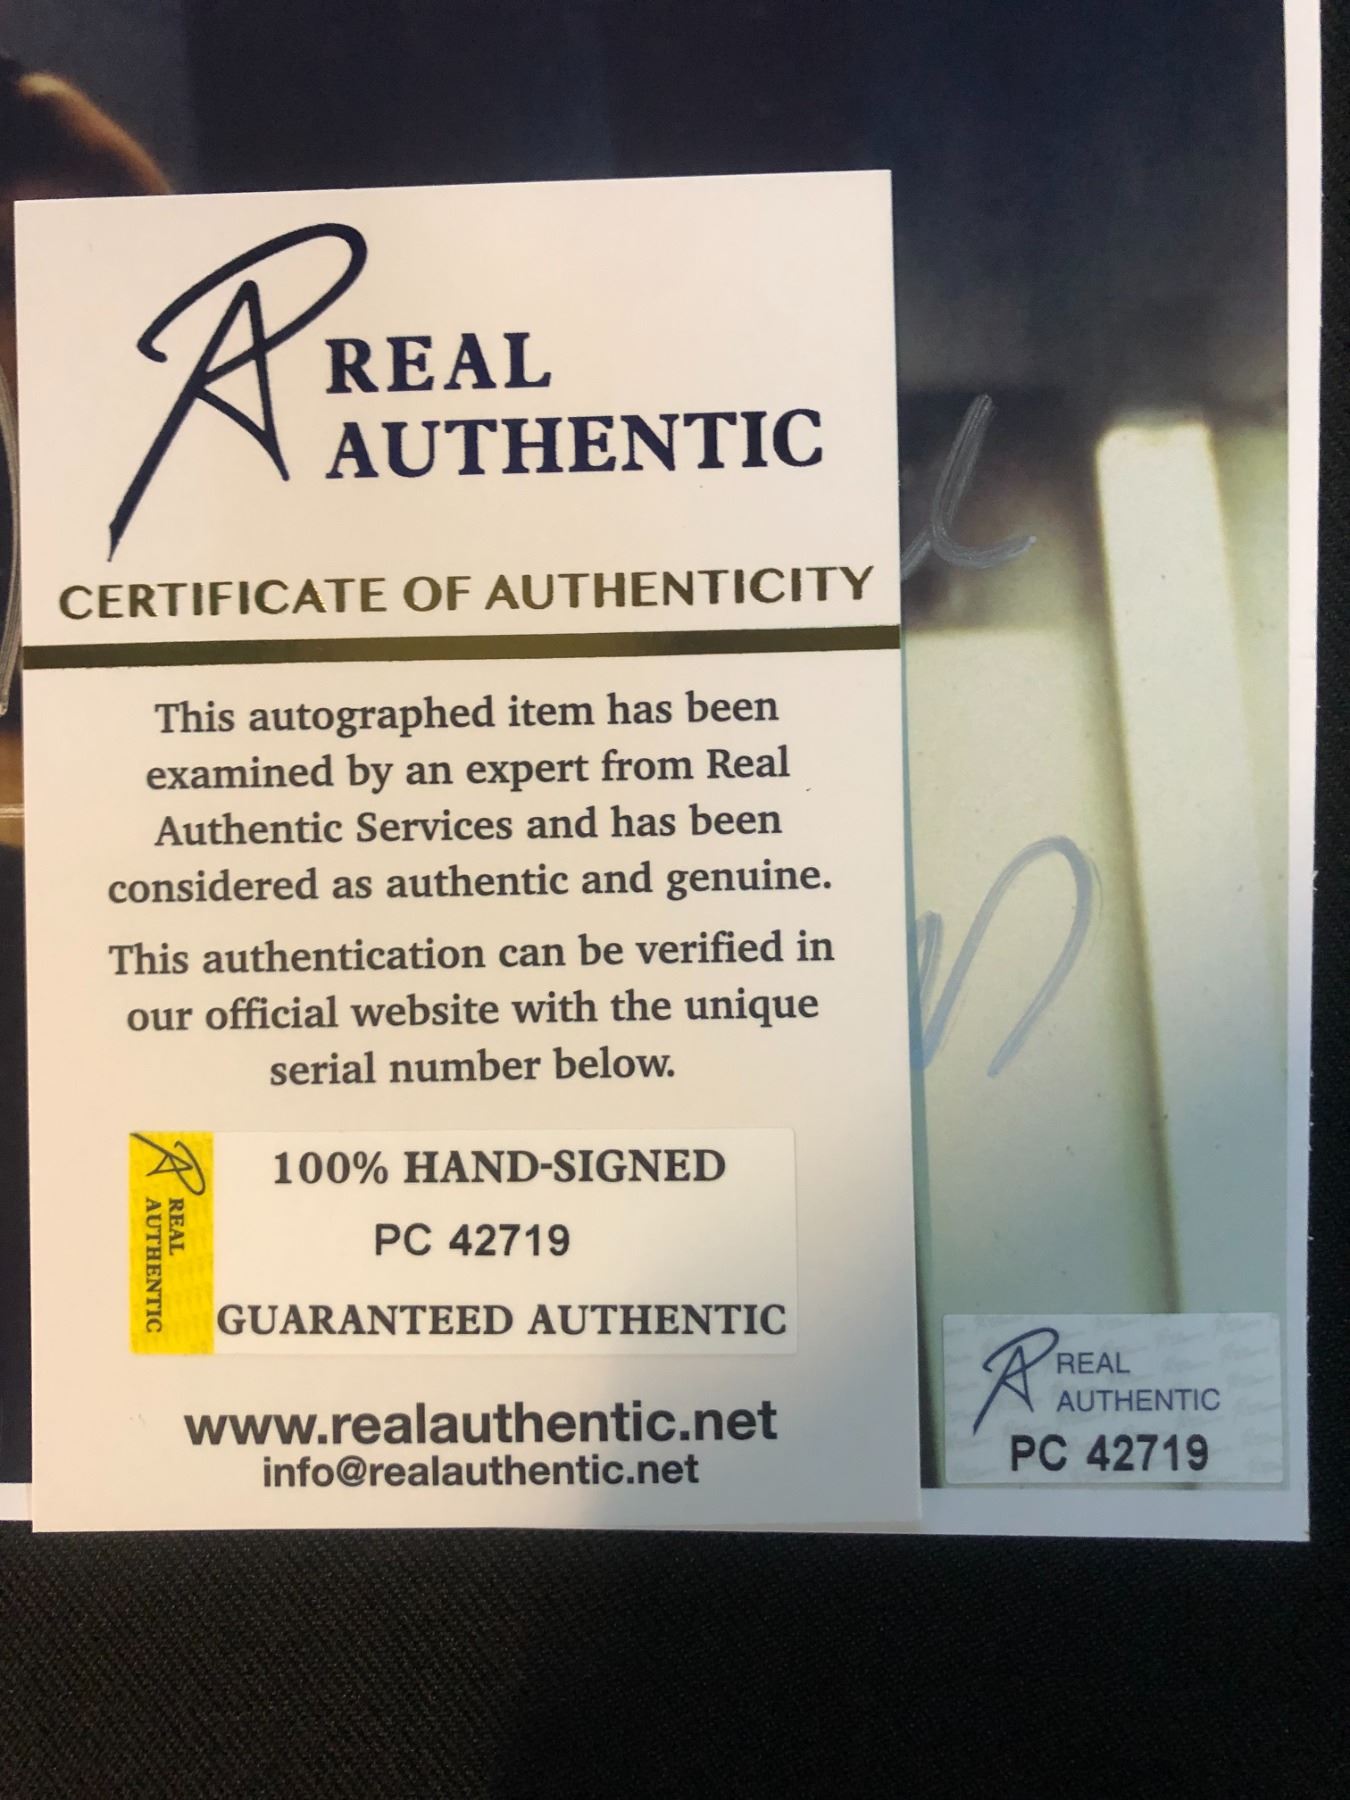 REAL
AUTHENTIC
CERTIFICATE OF AUTHENTICITY
This autographed item has been
examined by an expert from Real
Authentic Services and has been
considered as authentic and genuine.
This authentication can be verified in
our official website with the unique
serial number below.
REAL
AUTHENTIC
100% HAND-SIGNED
PC 42719
GUARANTEED AUTHENTIC
www.realauthentic.net
info@realauthentic.net
REAL
AUTHENTIC
PC 42719